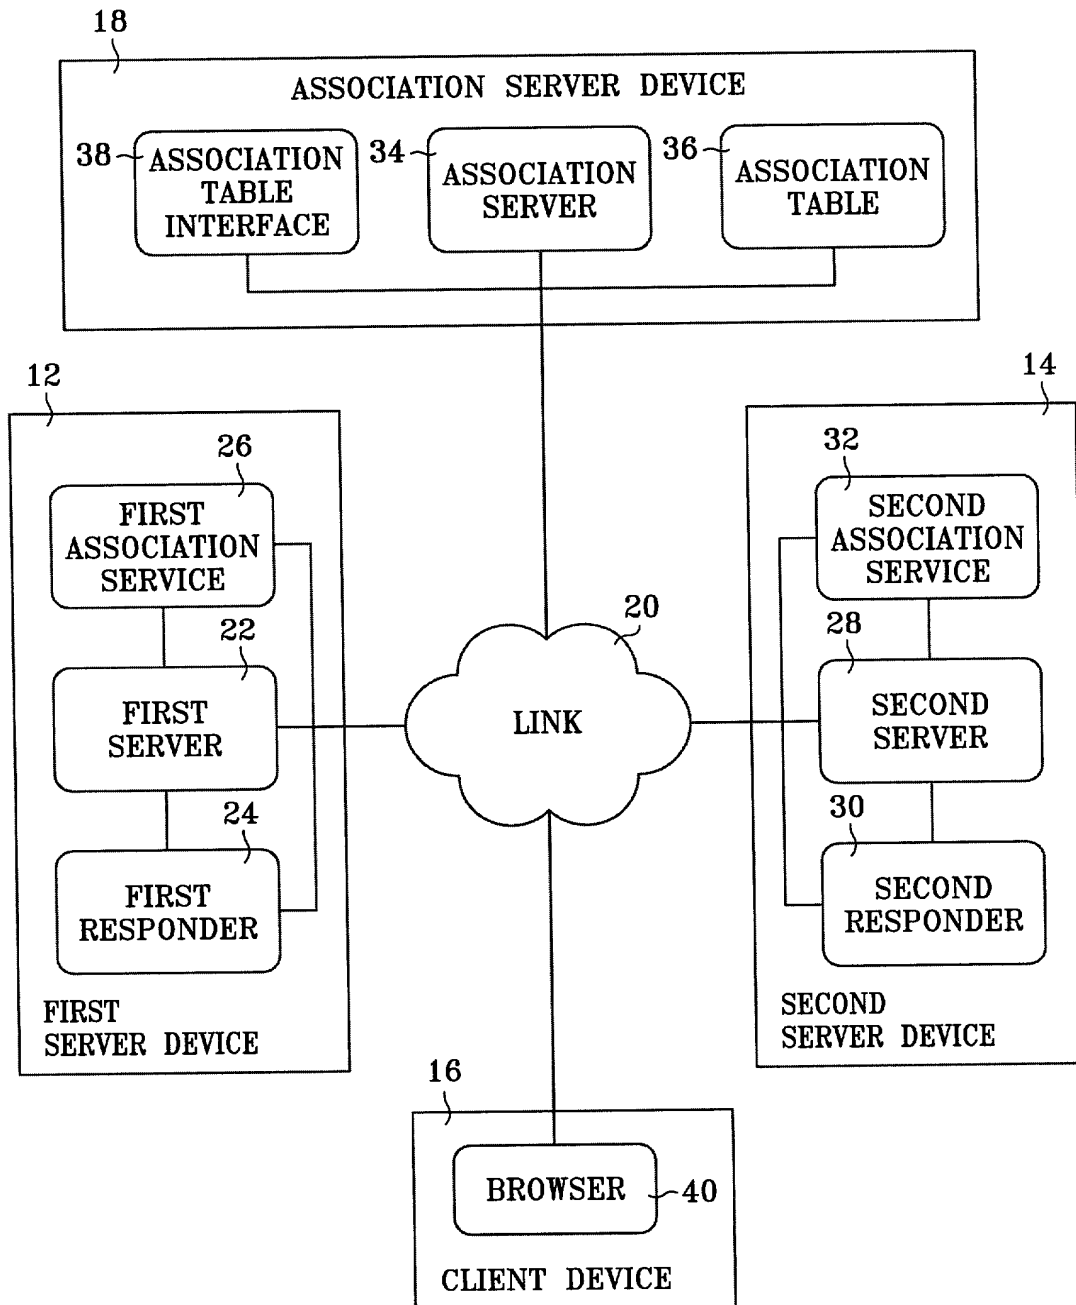 18
ASSOCIATION SERVER DEVICE
38
ASSOCIATION
TABLE
INTERFACE
34
ASSOCIATION
SERVER
36
ASSOCIATION
TABLE
12
26
FIRST
ASSOCIATION
SERVICE
22
FIRST
SERVER
24
FIRST
RESPONDER
FIRST
SERVER DEVICE
20
LINK
14
32
SECOND
ASSOCIATION
SERVICE
28
SECOND
SERVER
30
SECOND
RESPONDER
SECOND
SERVER DEVICE
16
BROWSER
40
CLIENT DEVICE